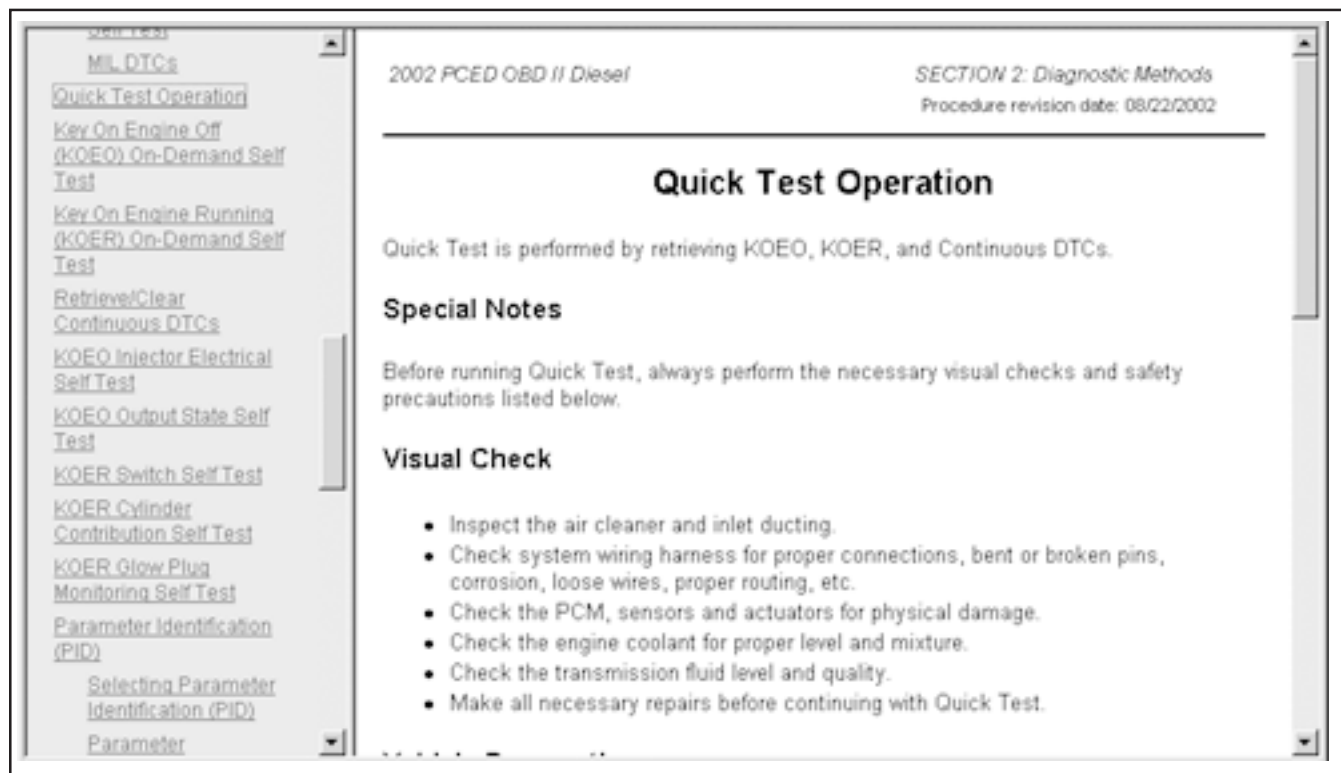 Self Test
MIL DTCs
Quick Test Operation
Key On Engine Off
(KOEO) On-Demand Self
Test
Key On Engine Running
(KOER) On-Demand Self
Test
Retrieve/Clear
Continuous DTCs
KOEO Injector Electrical
Self Test
KOEO Output State Self
Test
KOER Switch Self Test
KOER Cylinder
Contribution Self Test
KOER Glow Plug
Monitoring Self Test
Parameter Identification
(PID)
Selecting Parameter
Identification (PID)
Parameter
2002 PCED OBD II Diesel
SECTION 2: Diagnostic Methods
Procedure revision date: 08/22/2002
Quick Test Operation
Quick Test is performed by retrieving KOEO, KOER, and Continuous DTCs.
Special Notes
Before running Quick Test, always perform the necessary visual checks and safety
precautions listed below.
Visual Check
• Inspect the air cleaner and inlet ducting.
• Check system wiring harness for proper connections, bent or broken pins,
corrosion, loose wires, proper routing, etc.
• Check the PCM, sensors and actuators for physical damage.
• Check the engine coolant for proper level and mixture.
• Check the transmission fluid level and quality.
• Make all necessary repairs before continuing with Quick Test.